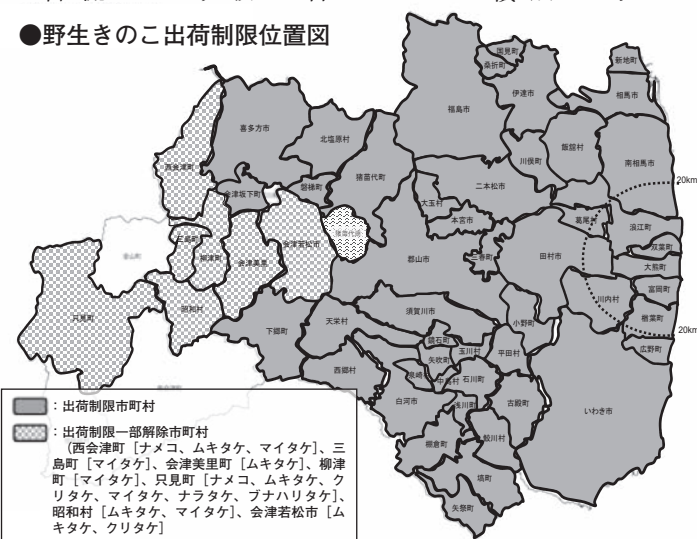 ●野生きのこ出荷制限位置図
国見町
桑折町
新地町
伊達市
相馬市
福島市
喜多方市
北塩原村
飯舘村
川俣町
西会津町
猪苗代町
南相馬市
会津坂下町
磐梯町
二本松市
20km
大玉村
本宮市
葛尾村
浪江町
三島町
柳津町
会津美里
会津若松市
猪苗代湖
双葉町
金山町
郡山市
三春町
田村市
大熊町
富岡町
川内村
只見町
昭和村
楢葉町
下郷町
天栄村
須賀川市
小野町
20km
鏡石町
広野町
玉川村
平田村
西郷村
矢吹町
泉崎村
中島村
石川町
白河市
浅川町
古殿町
いわき市
棚倉町
鮫川村
塙町
矢祭町
：出荷制限市町村
：出荷制限一部解除市町村
（西会津町［ナメコ、ムキタケ、マイタケ］、三
島町［マイタケ］、会津美里町［ムキタケ］、柳津
町［マイタケ］、只見町［ナメコ、ムキタケ、ク
リタケ、マイタケ、ナラタケ、ブナハリタケ］、
昭和村［ムキタケ、マイタケ］、会津若松市［ム
キタケ、クリタケ］